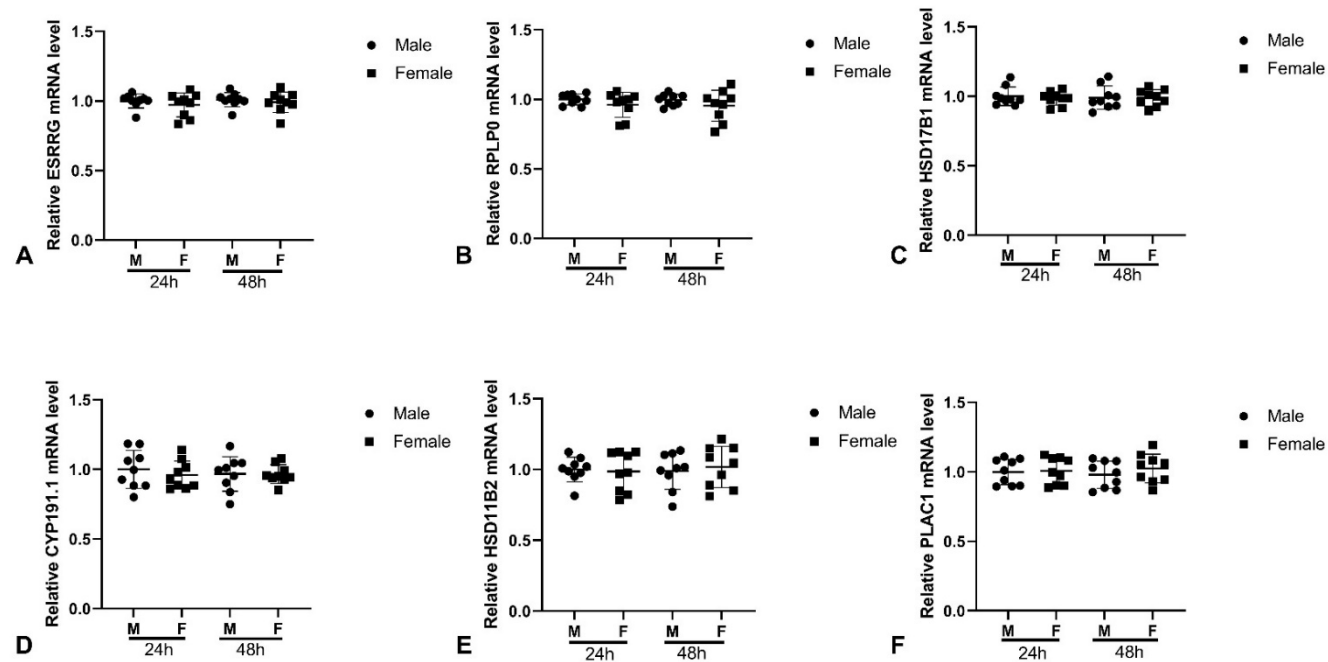 Relative ESRRG mRNA level
1.5
1.0
0.5
0.0
M F M F
24h 48h
Male
Female
A
Relative RPLP0 mRNA level
1.5
1.0
0.5
0.0
M F M F
24h 48h
Male
Female
B
Relative HSD17B1 mRNA level
1.5
1.0
0.5
0.0
M F M F
24h 48h
Male
Female
C
Relative CYP191.1 mRNA level
1.5
1.0
0.5
0.0
M F M F
24h 48h
Male
Female
D
Relative HSD11B2 mRNA level
1.5
1.0
0.5
0.0
M F M F
24h 48h
Male
Female
E
Relative PLAC1 mRNA level
1.5
1.0
0.5
0.0
M F M F
24h 48h
Male
Female
F